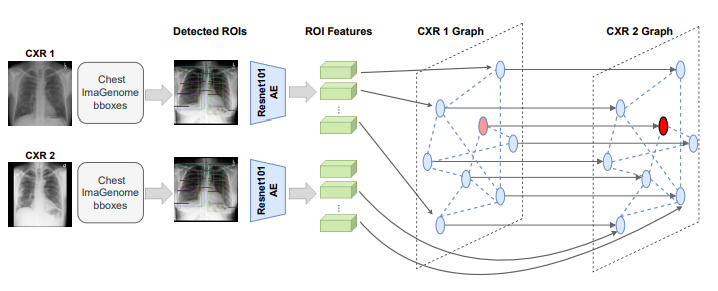 Detected ROIs
ROI Features
CXR 1 Graph
CXR 2 Graph
CXR 1
Chest
ImaGenome
bboxes
Resnet101
AE
...
CXR 2
Chest
ImaGenome
bboxes
Resnet101
AE
...